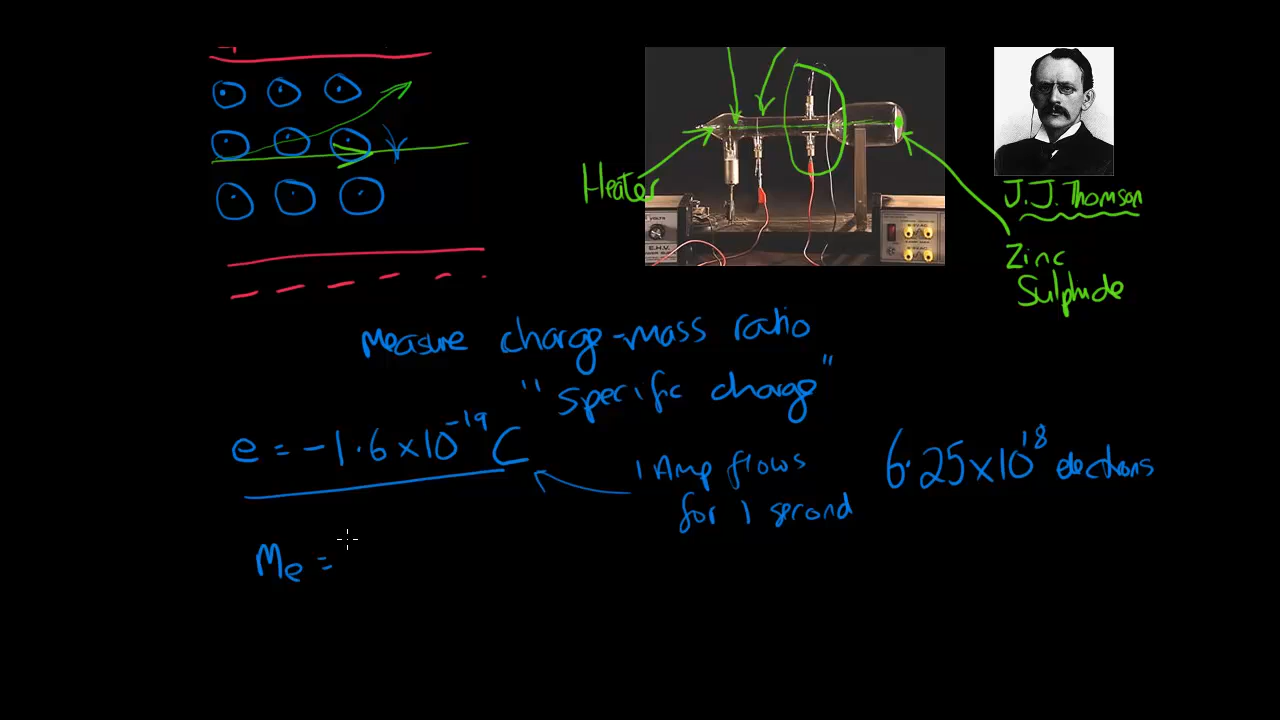 Heater
J.J. Thomson
Zinc
Sulphide
Measure charge-mass ratio
"Specific charge"
e = -1.6×10⁻¹⁹ C
1 Amp flows
for 1 second
6.25×10¹⁸ electrons
Me =
E.H.V.